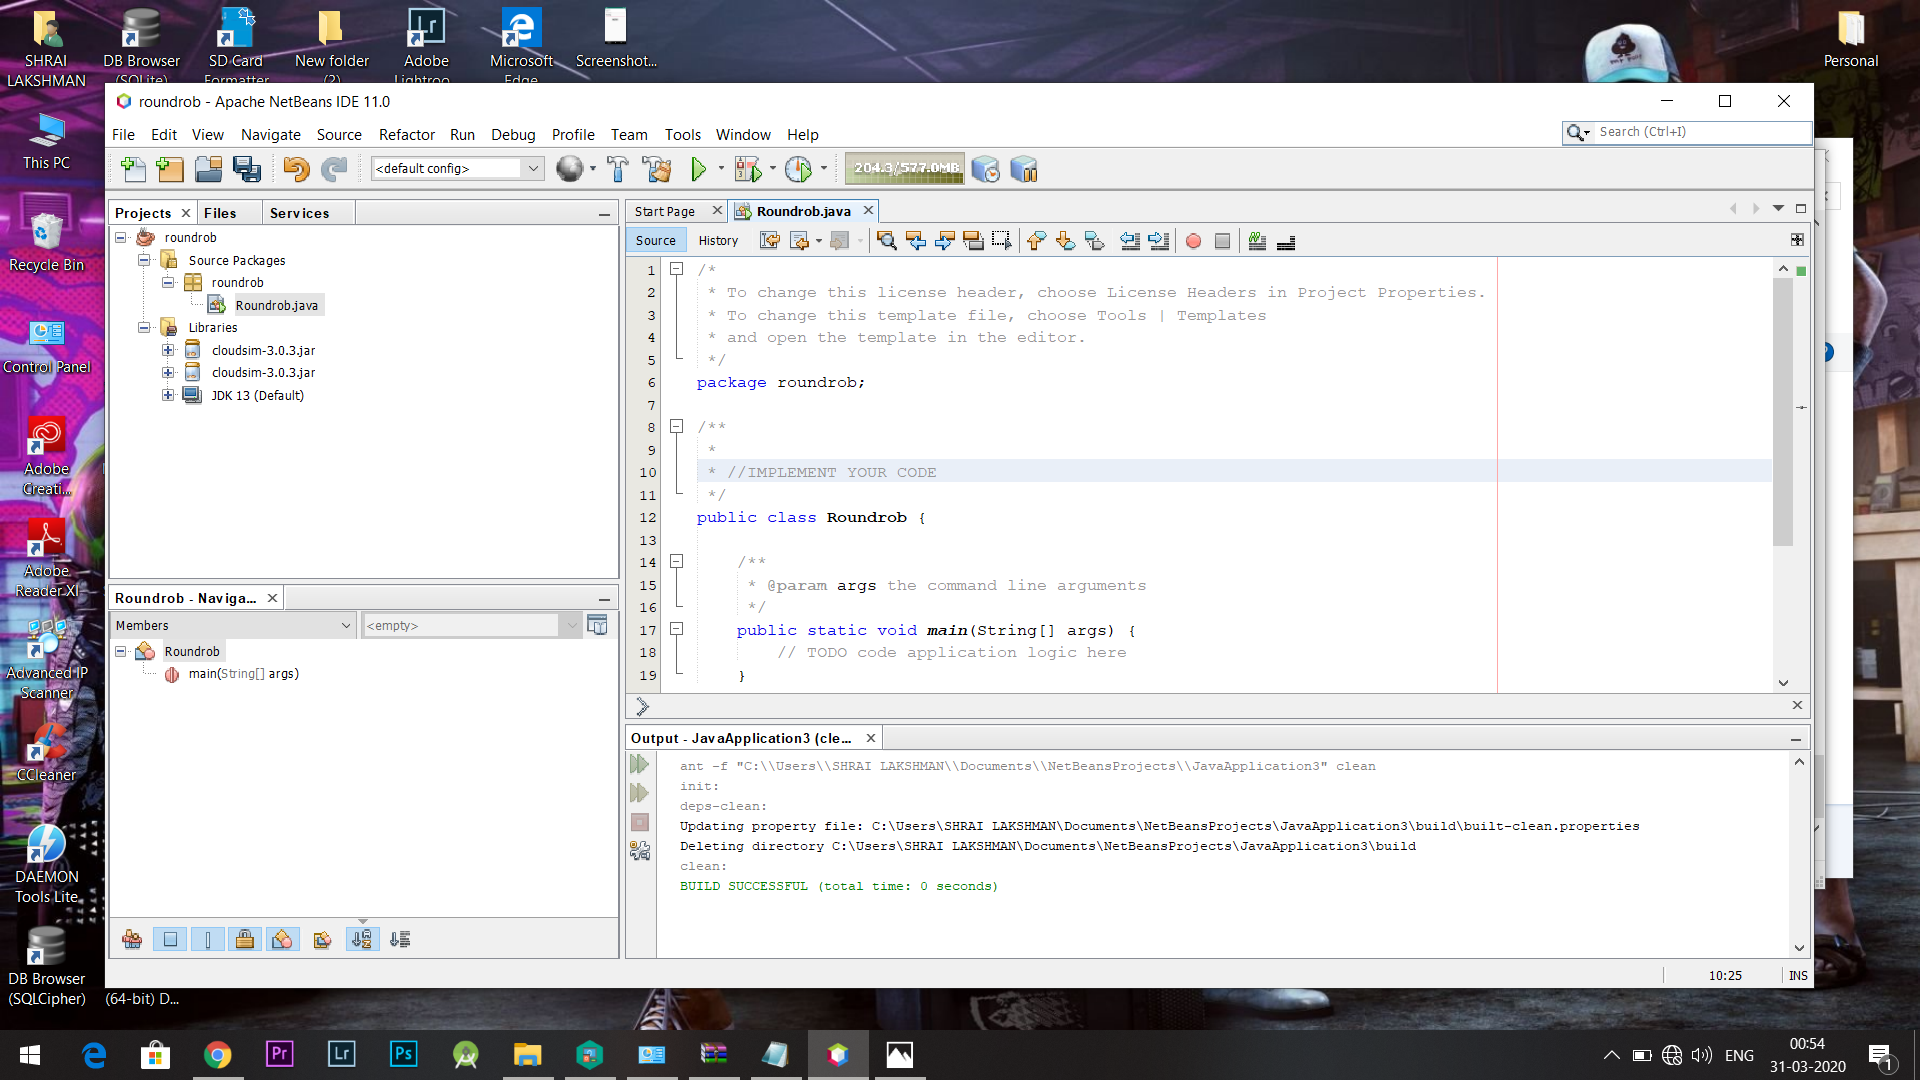 SHRAI LAKSHMAN
DB Browser (SQLite)
SD Card Formatter
New folder (2)
Adobe Lightroo...
Microsoft Edge
Screenshot...
Personal
This PC
Recycle Bin
Control Panel
Adobe Creati...
Adobe Reader XI
Advanced IP Scanner
CCleaner
DAEMON Tools Lite
DB Browser (SQLCipher)
(64-bit) D...
roundrob - Apache NetBeans IDE 11.0
File Edit View Navigate Source Refactor Run Debug Profile Team Tools Window Help
Search (Ctrl+I)
<default config>
204.3/577.0MB
Projects Files Services
roundrob
Source Packages
roundrob
Roundrob.java
Libraries
cloudsim-3.0.3.jar
cloudsim-3.0.3.jar
JDK 13 (Default)
Roundrob - Naviga...
Members
<empty>
Roundrob
main(String[] args)
Start Page Roundrob.java
Source History
1 /*
2 * To change this license header, choose License Headers in Project Properties.
3 * To change this template file, choose Tools | Templates
4 * and open the template in the editor.
5 */
6 package roundrob;
7
8 /**
9 *
10 * //IMPLEMENT YOUR CODE
11 */
12 public class Roundrob {
13
14 /**
15 * @param args the command line arguments
16 */
17 public static void main(String[] args) {
18 // TODO code application logic here
19 }
Output - JavaApplication3 (cle...
ant -f "C:\\Users\\SHRAI LAKSHMAN\\Documents\\NetBeansProjects\\JavaApplication3" clean
init:
deps-clean:
Updating property file: C:\Users\SHRAI LAKSHMAN\Documents\NetBeansProjects\JavaApplication3\build\built-clean.properties
Deleting directory C:\Users\SHRAI LAKSHMAN\Documents\NetBeansProjects\JavaApplication3\build
clean:
BUILD SUCCESSFUL (total time: 0 seconds)
10:25 INS
Pr
Lr
Ps
ENG
00:54
31-03-2020
1